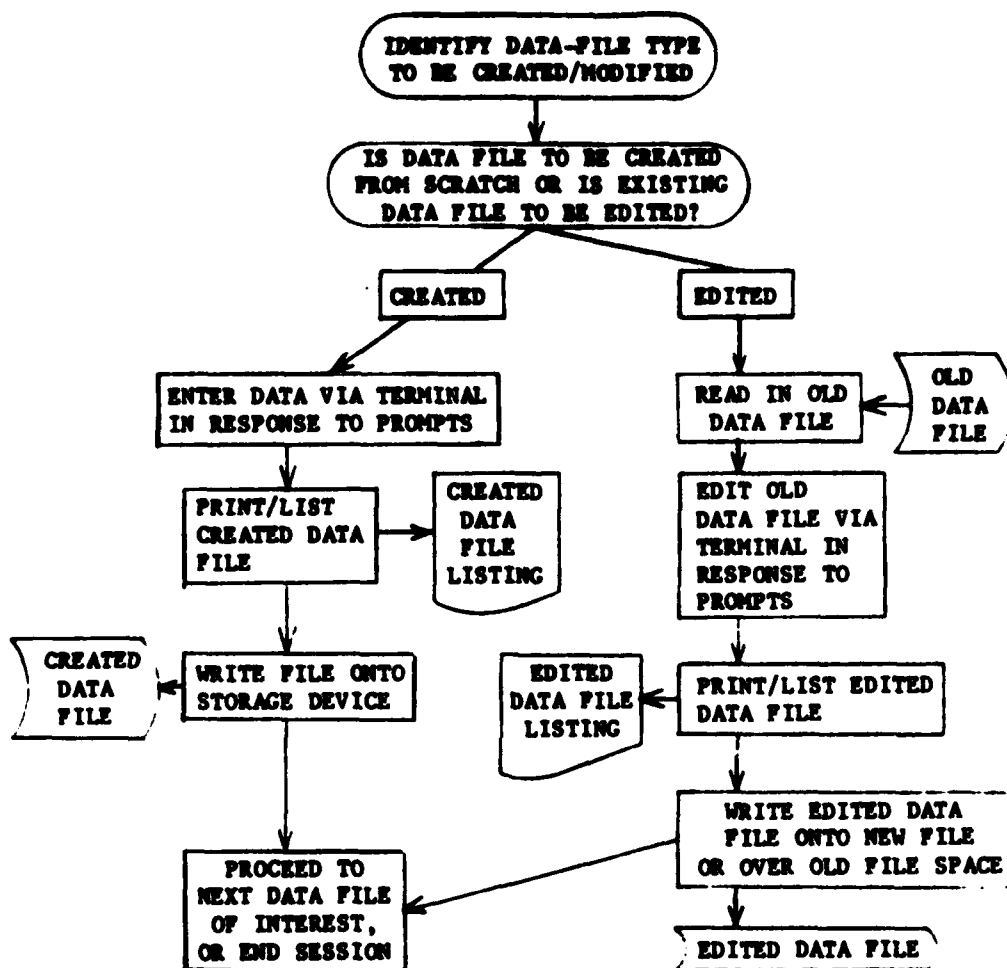 IDENTIFY DATA-FILE TYPE
TO BE CREATED/MODIFIED
IS DATA FILE TO BE CREATED
FROM SCRATCH OR IS EXISTING
DATA FILE TO BE EDITED?
CREATED
EDITED
ENTER DATA VIA TERMINAL
IN RESPONSE TO PROMPTS
READ IN OLD
DATA FILE
OLD
DATA
FILE
PRINT/LIST
CREATED DATA
FILE
CREATED
DATA
FILE
LISTING
EDIT OLD
DATA FILE VIA
TERMINAL IN
RESPONSE TO
PROMPTS
CREATED
DATA
FILE
WRITE FILE ONTO
STORAGE DEVICE
EDITED
DATA FILE
LISTING
PRINT/LIST EDITED
DATA FILE
WRITE EDITED DATA
FILE ONTO NEW FILE
OR OVER OLD FILE SPACE
PROCEED TO
NEXT DATA FILE
OF INTEREST,
OR END SESSION
EDITED DATA FILE